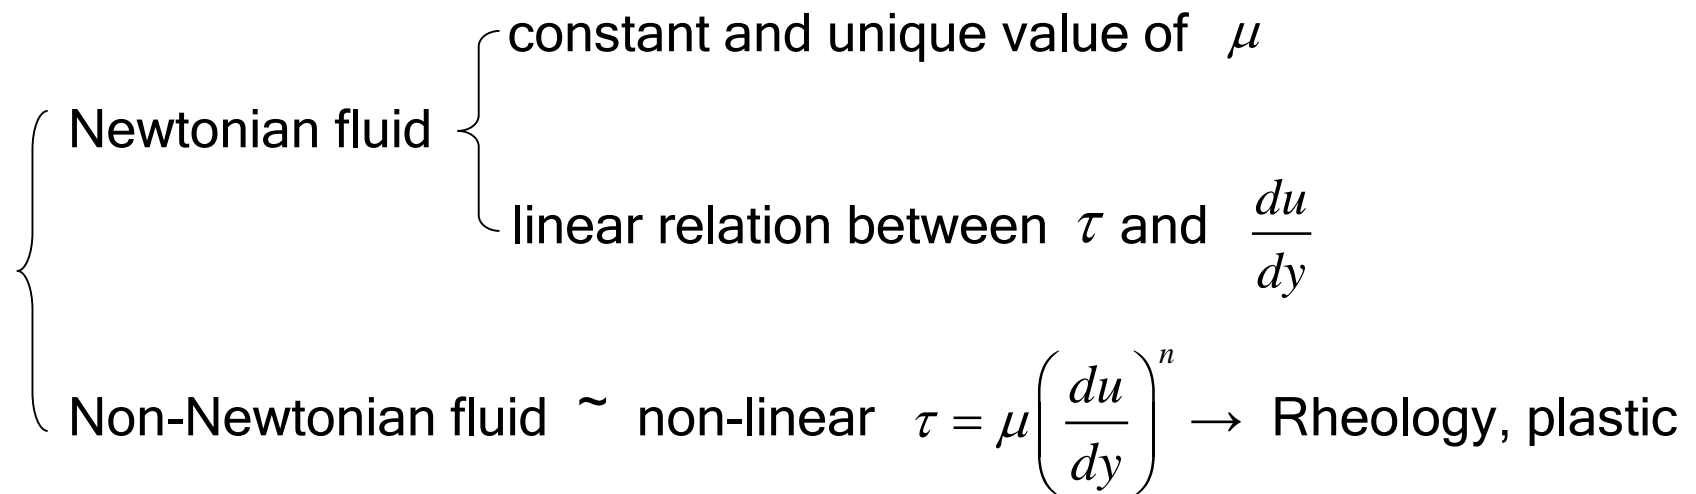 constant and unique value of μ
Newtonian fluid
linear relation between τ and du/dy
Non-Newtonian fluid ~ non-linear τ = μ(du/dy)^n → Rheology, plastic